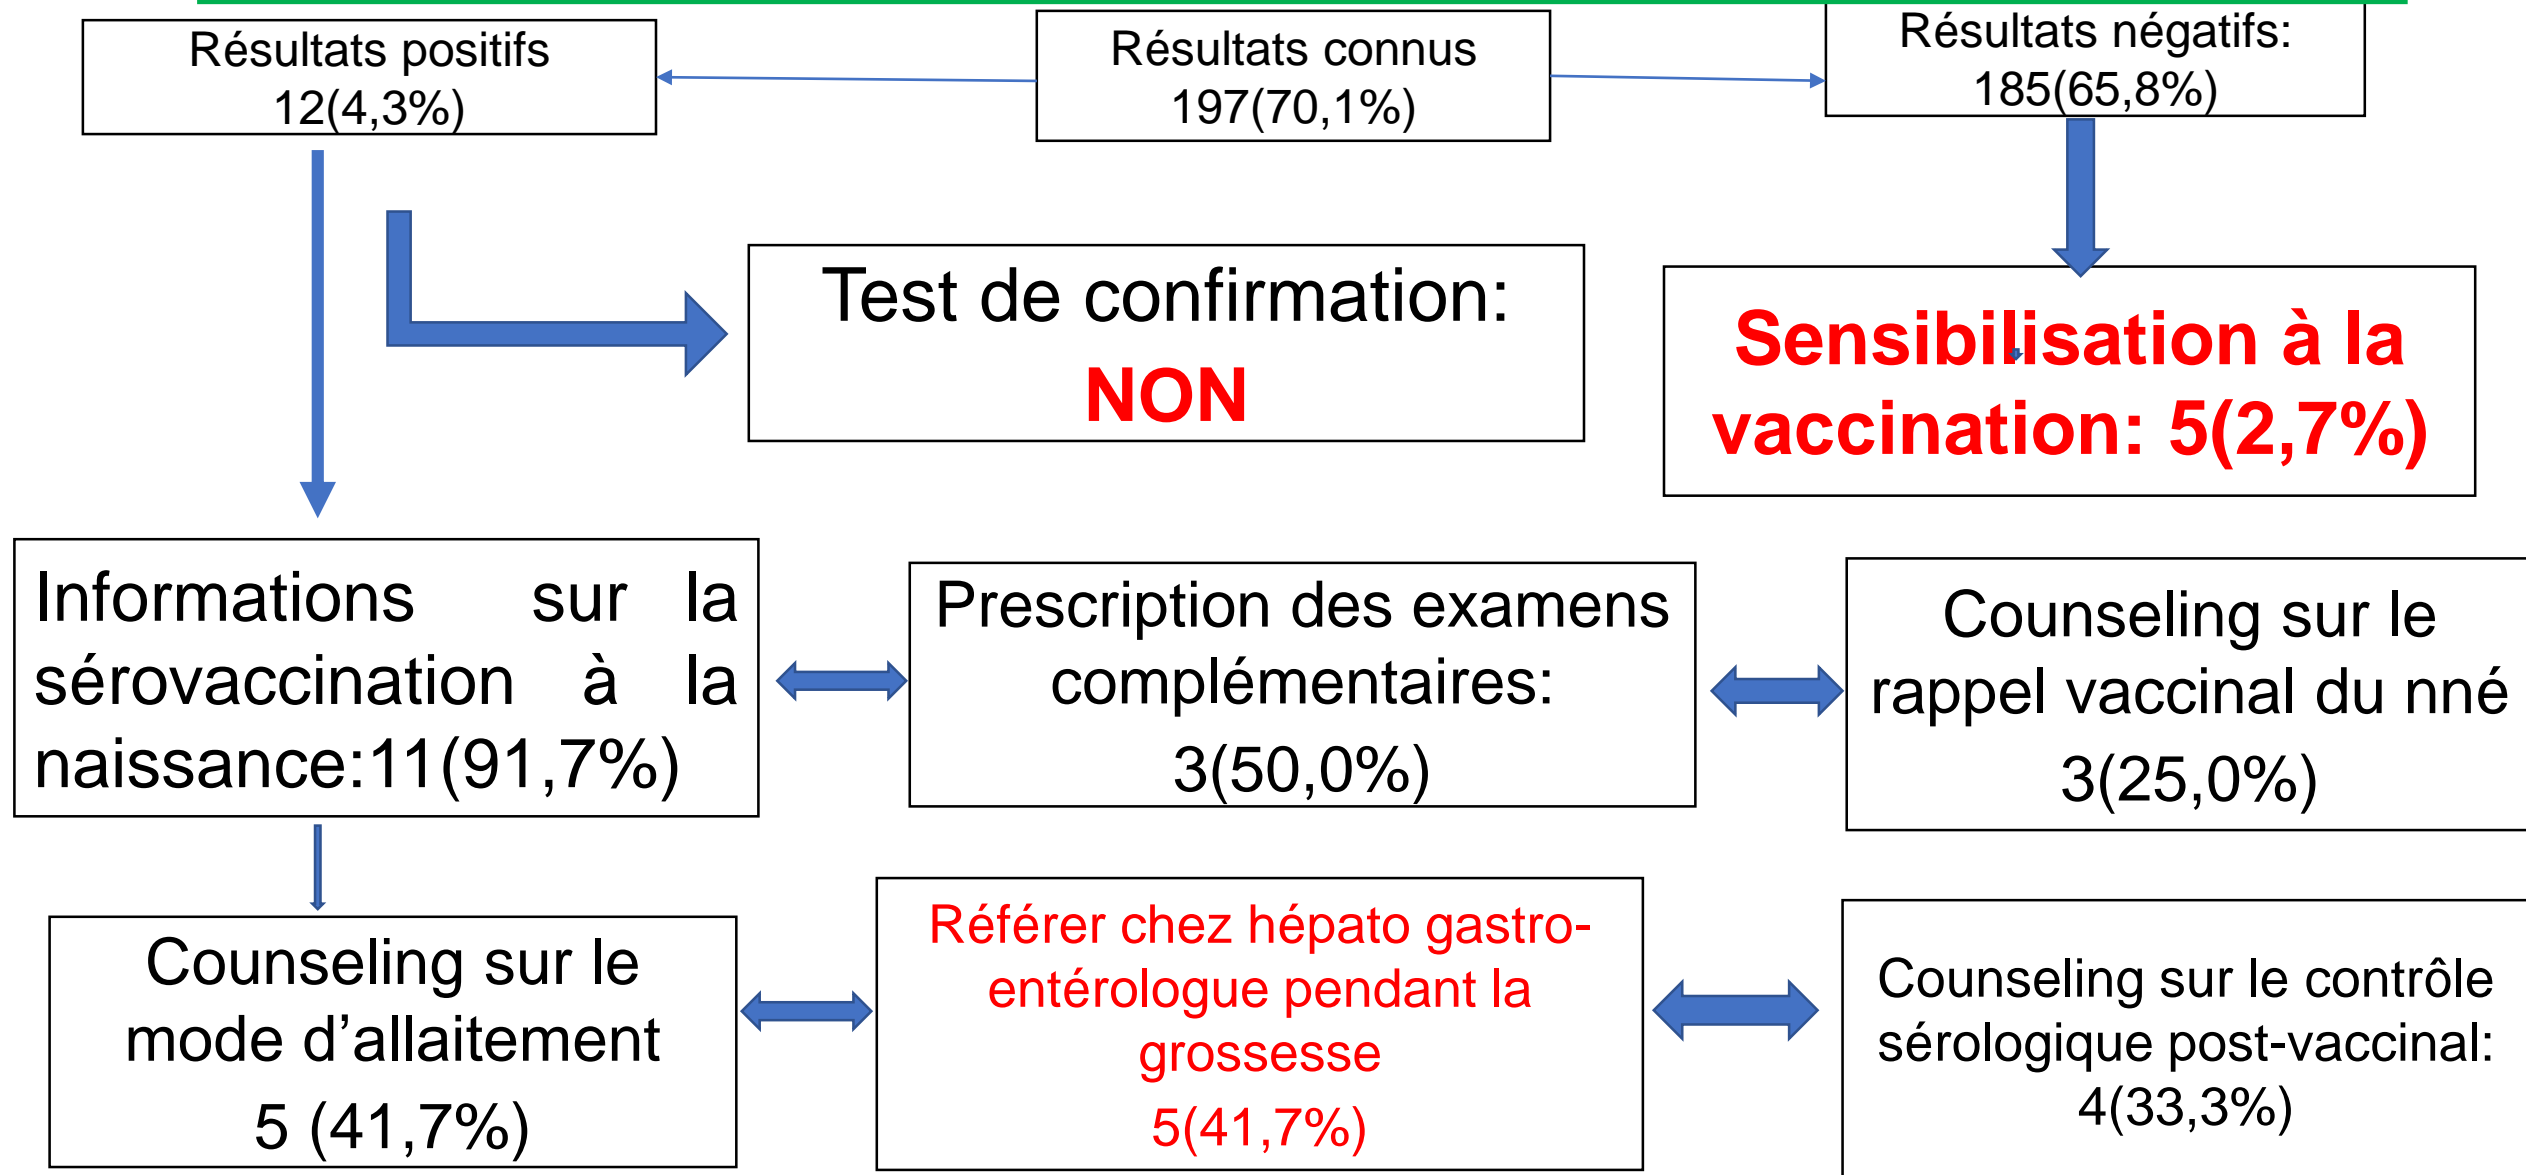 Résultats positifs
12(4,3%)
Résultats connus
197(70,1%)
Résultats négatifs:
185(65,8%)
Test de confirmation:
NON
Sensibilisation à la
vaccination: 5(2,7%)
Informations sur la
sérovaccination à la
naissance:11(91,7%)
Prescription des examens
complémentaires:
3(50,0%)
Counseling sur le
rappel vaccinal du nné
3(25,0%)
Counseling sur le
mode d’allaitement
5 (41,7%)
Référer chez hépato gastro-
entérologue pendant la
grossesse
5(41,7%)
Counseling sur le contrôle
sérologique post-vaccinal:
4(33,3%)